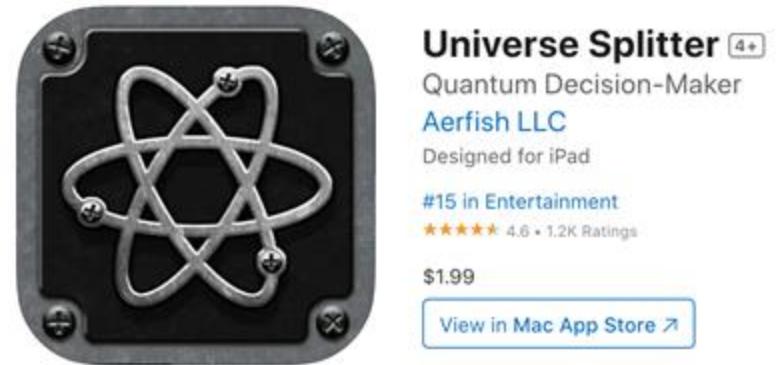 Universe Splitter 4+
Quantum Decision-Maker
Aerfish LLC
Designed for iPad
#15 in Entertainment
4.6 • 1.2K Ratings
$1.99
View in Mac App Store ↗